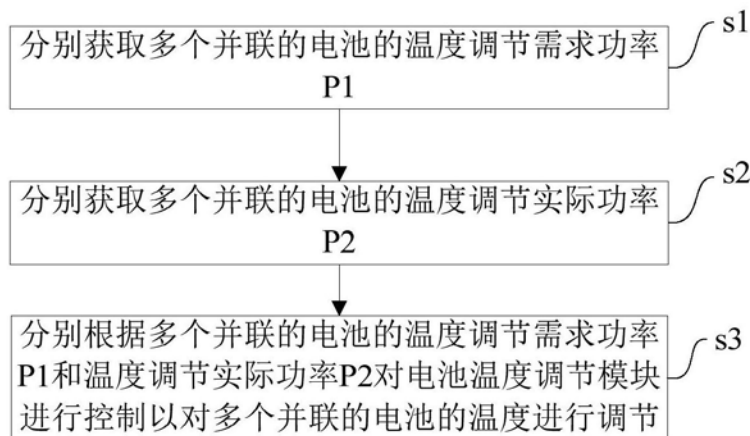 分别获取多个并联的电池的温度调节需求功率
P1
s1
分别获取多个并联的电池的温度调节实际功率
P2
s2
分别根据多个并联的电池的温度调节需求功率
P1和温度调节实际功率P2对电池温度调节模块
进行控制以对多个并联的电池的温度进行调节
s3